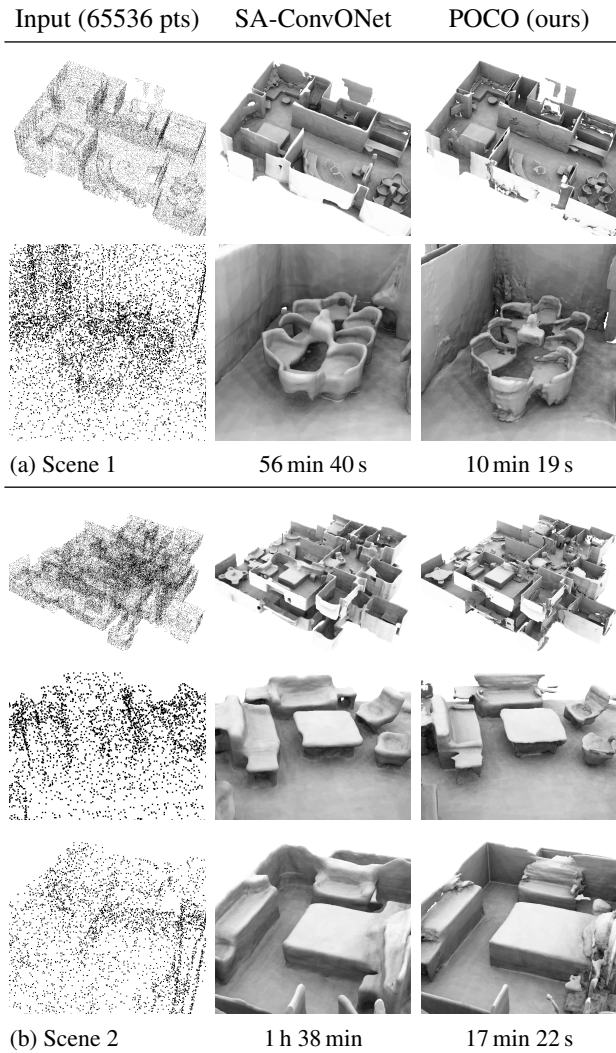 Input (65536 pts) SA-ConvONet POCO (ours)
(a) Scene 1 56 min 40 s 10 min 19 s
(b) Scene 2 1 h 38 min 17 min 22 s